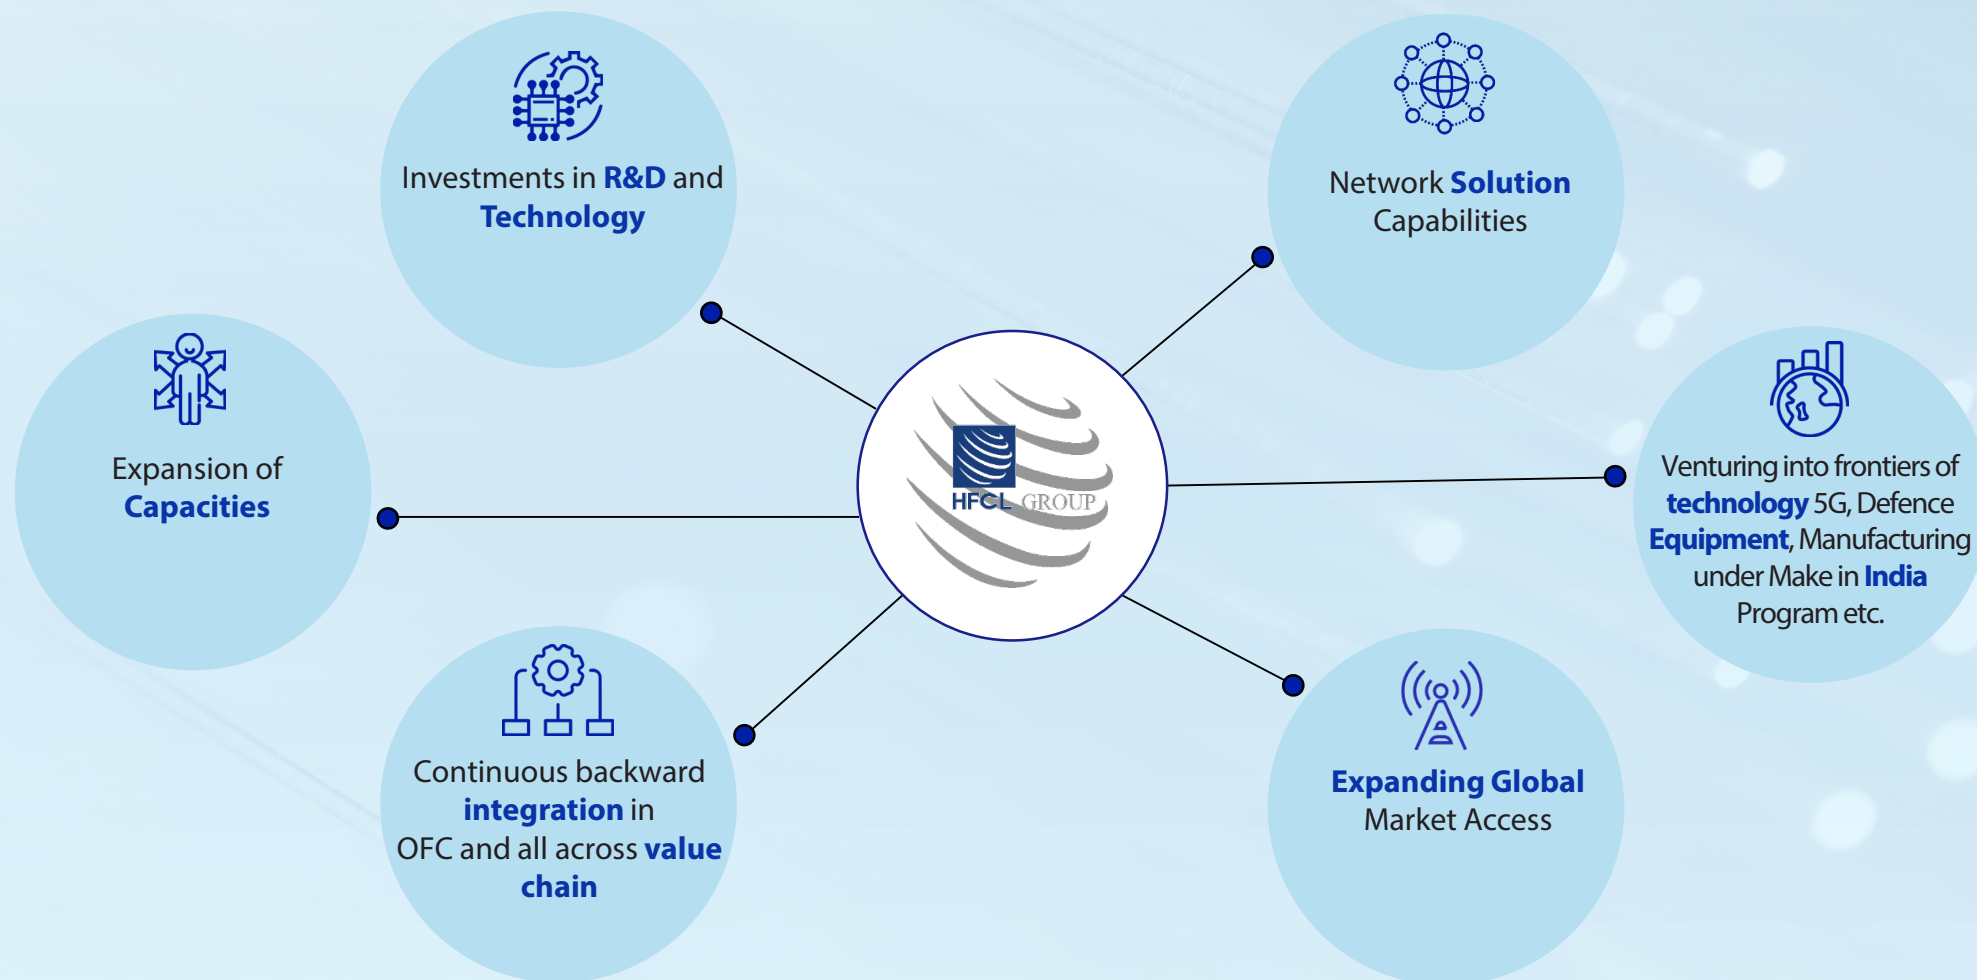 Investments in R&D and
Technology
Network Solution
Capabilities
Expansion of
Capacities
HFCL GROUP
Venturing into frontiers of
technology 5G, Defence
Equipment, Manufacturing
under Make in India
Program etc.
Continuous backward
integration in
OFC and all across value
chain
Expanding Global
Market Access